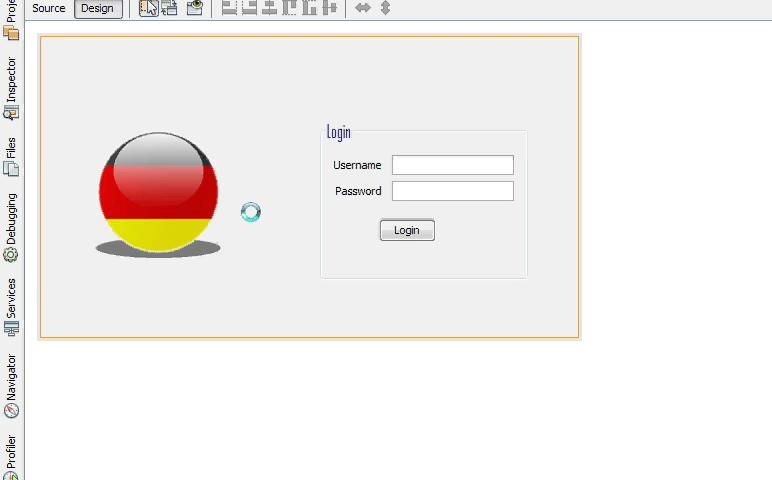 Source Design
Inspector
Files
Debugging
Services
Navigator
Profiler
Login
Username
Password
Login